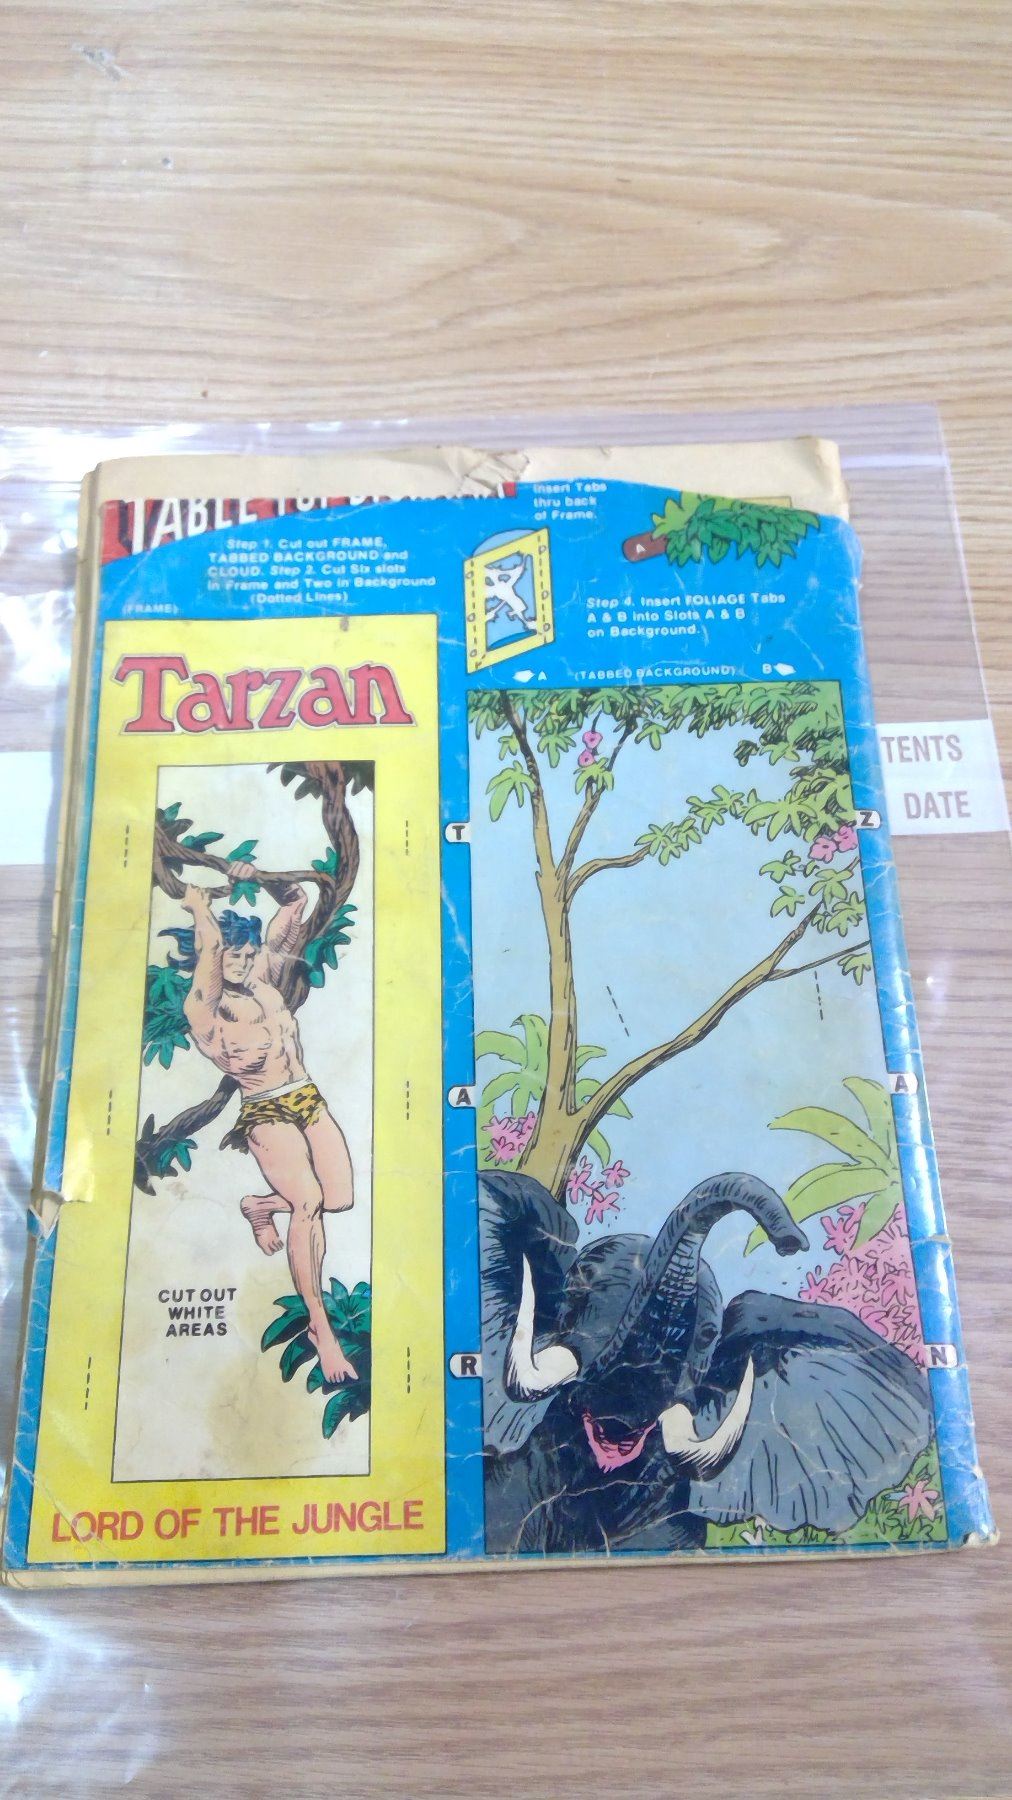 TABLE TOP DIORAMA
Step 1. Cut out FRAME,
TABBED BACKGROUND and
CLOUD. Step 2. Cut Six slots
in Frame and Two in Background
(Dotted Lines)
Insert Tabs
thru back
of Frame.
A
Step 4. Insert FOLIAGE Tabs
A & B into Slots A & B
on Background.
(FRAME)
A (TABBED BACKGROUND) B
Tarzan
CUT OUT
WHITE
AREAS
LORD OF THE JUNGLE
T
A
R
Z
A
N
TENTS
DATE